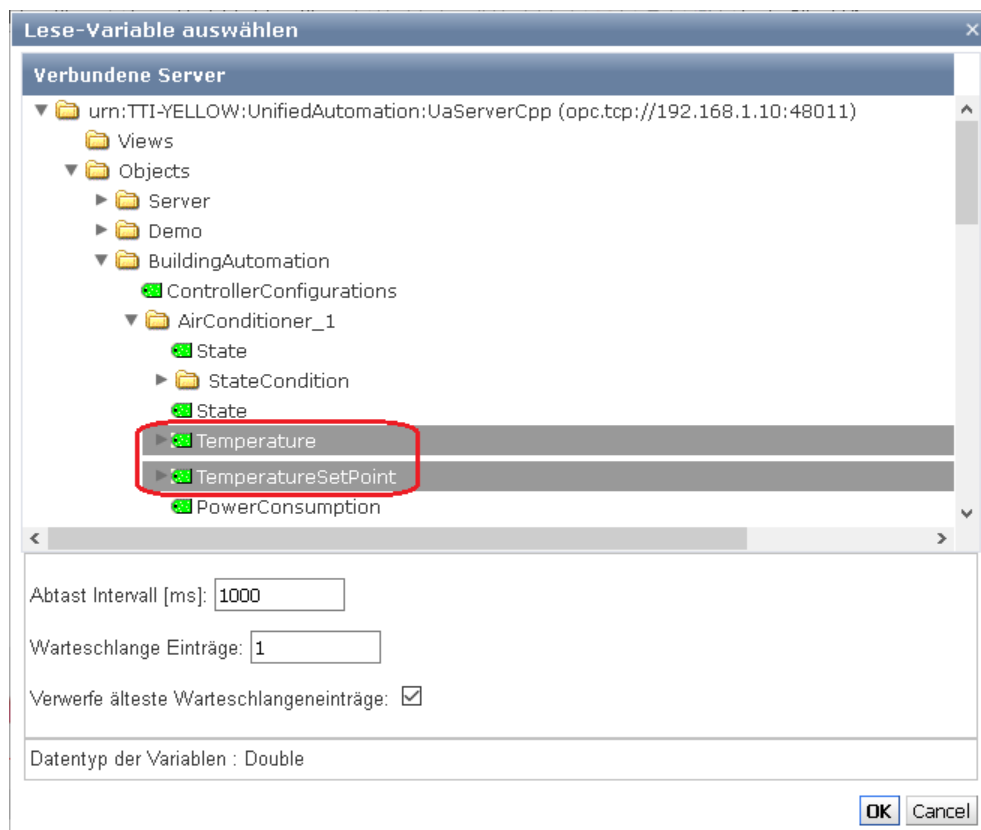 Lese-Variable auswählen
Verbundene Server
urn:TTI-YELLOW:UnifiedAutomation:UaServerCpp (opc.tcp://192.168.1.10:48011)
Views
Objects
Server
Demo
BuildingAutomation
ControllerConfigurations
AirConditioner_1
State
StateCondition
State
Temperature
TemperatureSetPoint
PowerConsumption
Abtast Intervall [ms]: 1000
Warteschlange Einträge: 1
Verwerfe älteste Warteschlangeneinträge:
Datentyp der Variablen : Double
OK Cancel